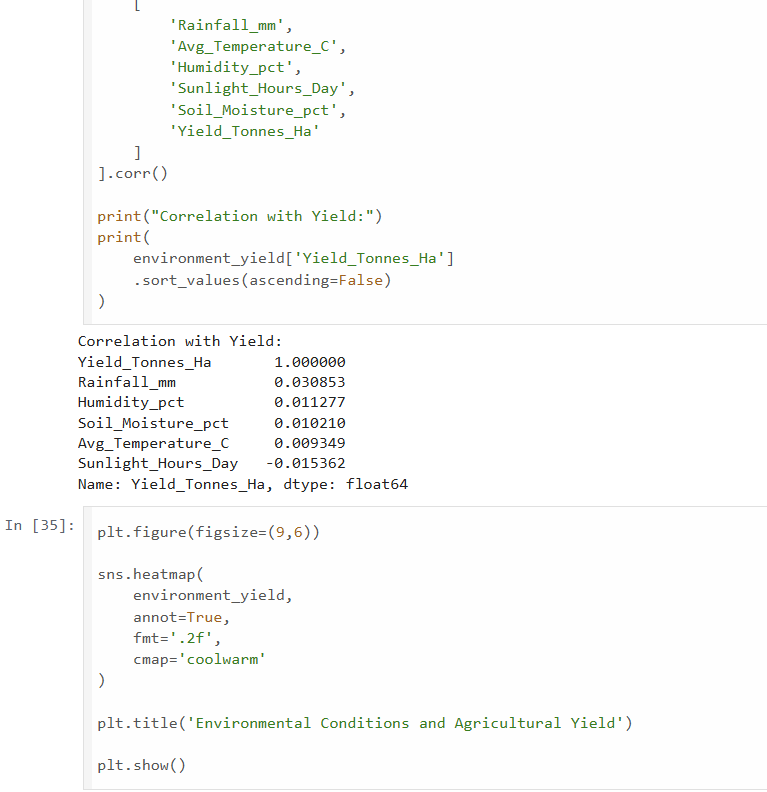 [
'Rainfall_mm',
'Avg_Temperature_C',
'Humidity_pct',
'Sunlight_Hours_Day',
'Soil_Moisture_pct',
'Yield_Tonnes_Ha'
]
].corr()
print("Correlation with Yield:")
print(
environment_yield['Yield_Tonnes_Ha']
.sort_values(ascending=False)
)
Correlation with Yield:
Yield_Tonnes_Ha 1.000000
Rainfall_mm 0.030853
Humidity_pct 0.011277
Soil_Moisture_pct 0.010210
Avg_Temperature_C 0.009349
Sunlight_Hours_Day -0.015362
Name: Yield_Tonnes_Ha, dtype: float64
In [35]: plt.figure(figsize=(9,6))
sns.heatmap(
environment_yield,
annot=True,
fmt='.2f',
cmap='coolwarm'
)
plt.title('Environmental Conditions and Agricultural Yield')
plt.show()